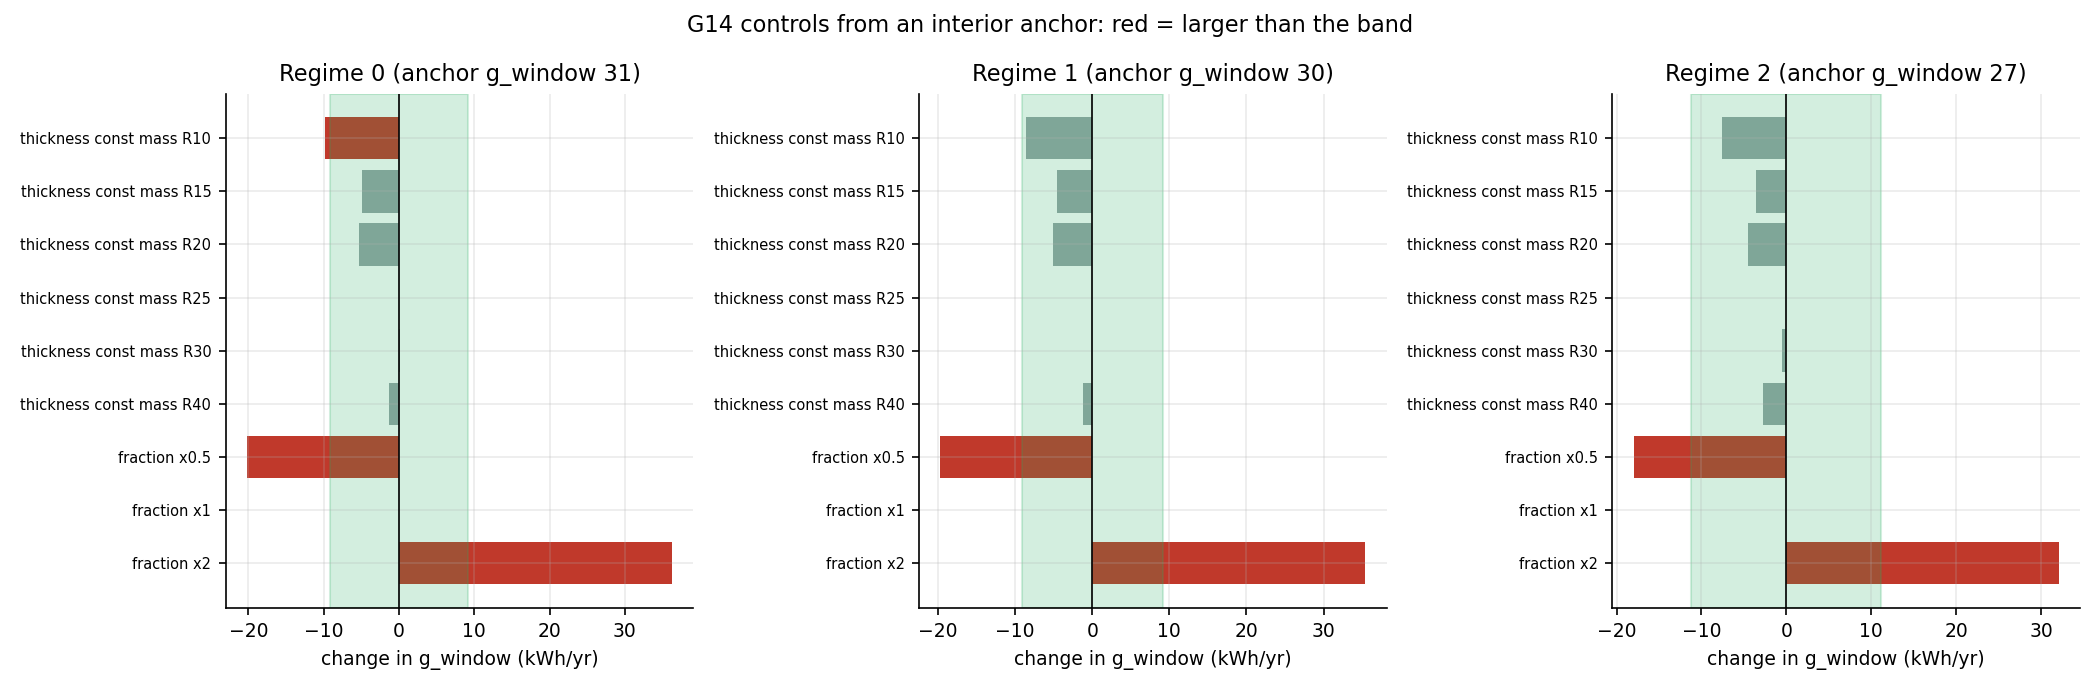 G14 controls from an interior anchor: red = larger than the band
Regime 0 (anchor g_window 31)
thickness const mass R10
thickness const mass R15
thickness const mass R20
thickness const mass R25
thickness const mass R30
thickness const mass R40
fraction x0.5
fraction x1
fraction x2
−20 −10 0 10 20 30
change in g_window (kWh/yr)
Regime 1 (anchor g_window 30)
thickness const mass R10
thickness const mass R15
thickness const mass R20
thickness const mass R25
thickness const mass R30
thickness const mass R40
fraction x0.5
fraction x1
fraction x2
−20 −10 0 10 20 30
change in g_window (kWh/yr)
Regime 2 (anchor g_window 27)
thickness const mass R10
thickness const mass R15
thickness const mass R20
thickness const mass R25
thickness const mass R30
thickness const mass R40
fraction x0.5
fraction x1
fraction x2
−20 −10 0 10 20 30
change in g_window (kWh/yr)